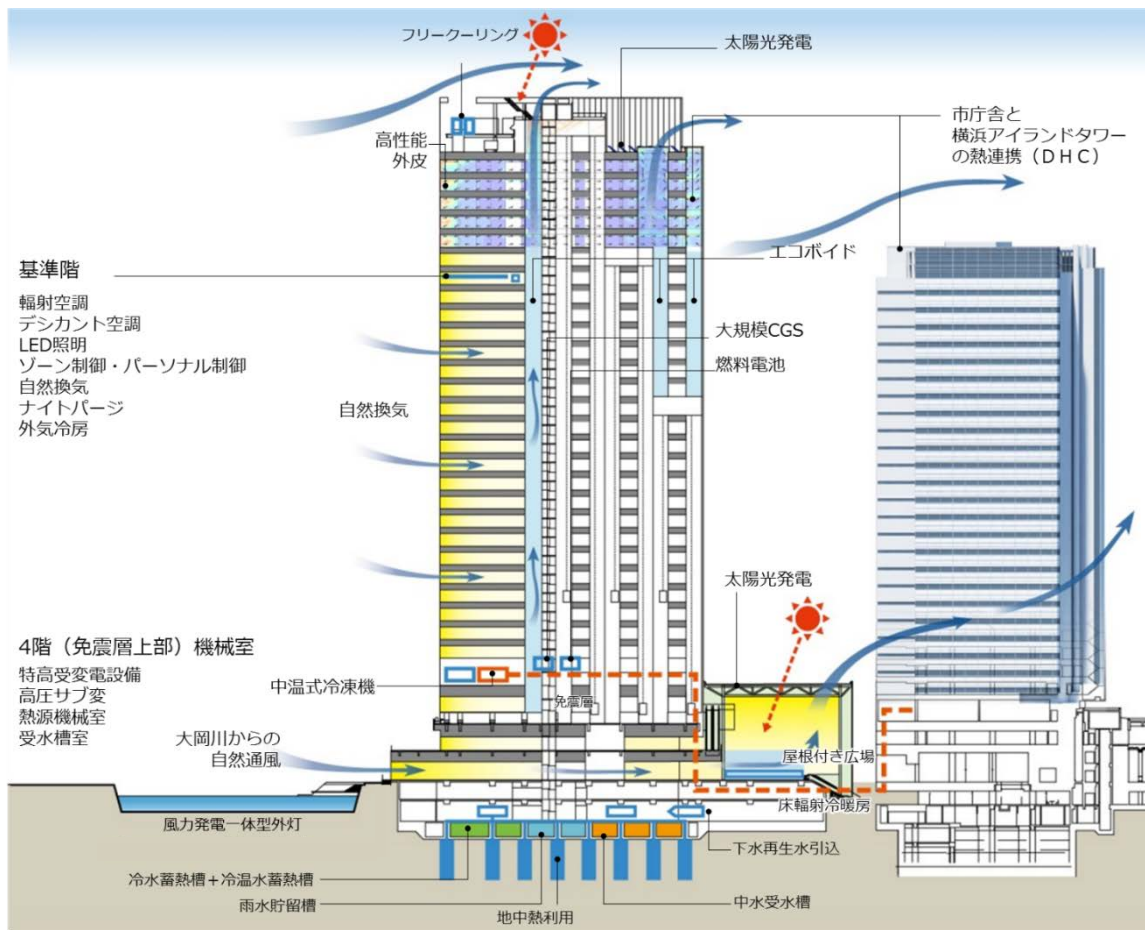 フリークーリング
太陽光発電
高性能
外皮
市庁舎と
横浜アイランドタワー
の熱連携(DHC)
エコボイド
基準階
輻射空調
デシカント空調
LED照明
ゾーン制御・パーソナル制御
自然換気
ナイトパージ
外気冷房
大規模CGS
燃料電池
自然換気
太陽光発電
4階(免震層上部)機械室
特高受変電設備
高圧サブ変
熱源機械室
受水槽室
中温式冷凍機
免震層
大岡川からの
自然通風
屋根付き広場
床輻射冷暖房
風力発電一体型外灯
下水再生水引込
冷水蓄熱槽+冷温水蓄熱槽
雨水貯留槽
地中熱利用
中水受水槽